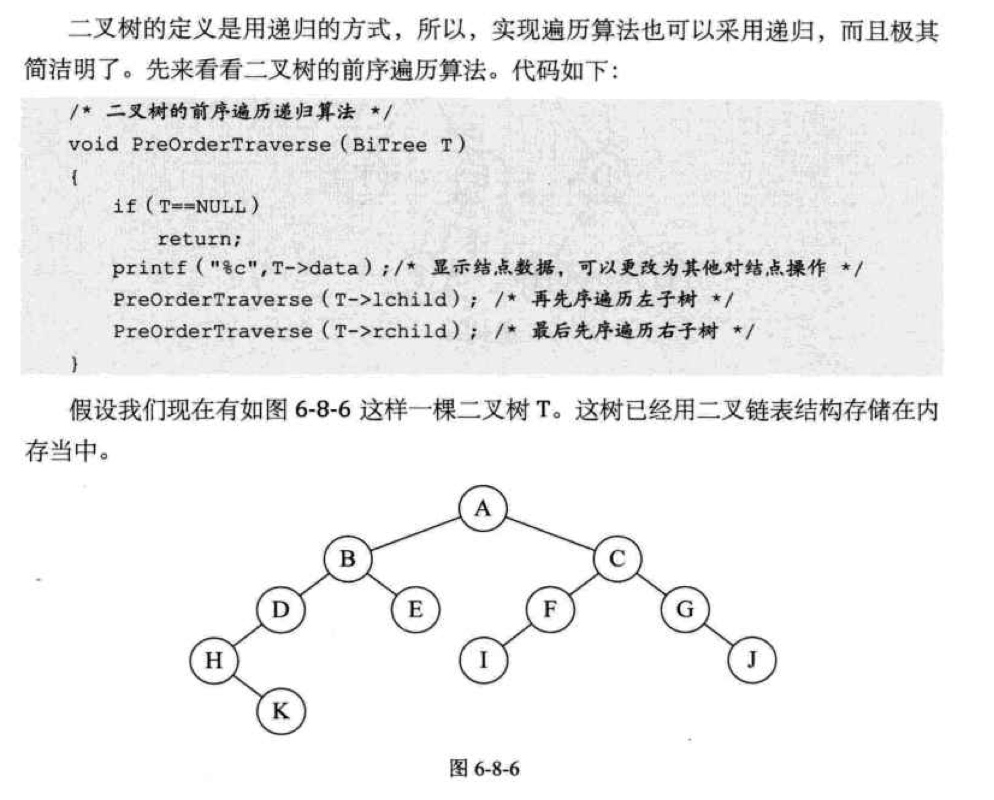 二叉树的定义是用递归的方式，所以，实现遍历算法也可以采用递归，而且极其
简洁明了。先来看看二叉树的前序遍历算法。代码如下：
/* 二叉树的前序遍历递归算法 */
void PreOrderTraverse(BiTree T)
{
if(T==NULL)
return;
printf("%c",T->data);/* 显示结点数据，可以更改为其他对结点操作 */
PreOrderTraverse(T->lchild); /* 再先序遍历左子树 */
PreOrderTraverse(T->rchild); /* 最后先序遍历右子树 */
}
假设我们现在有如图 6-8-6 这样一棵二叉树 T。这树已经用二叉链表结构存储在内
存当中。
A
B C
D E F G
H I J
K
图 6-8-6